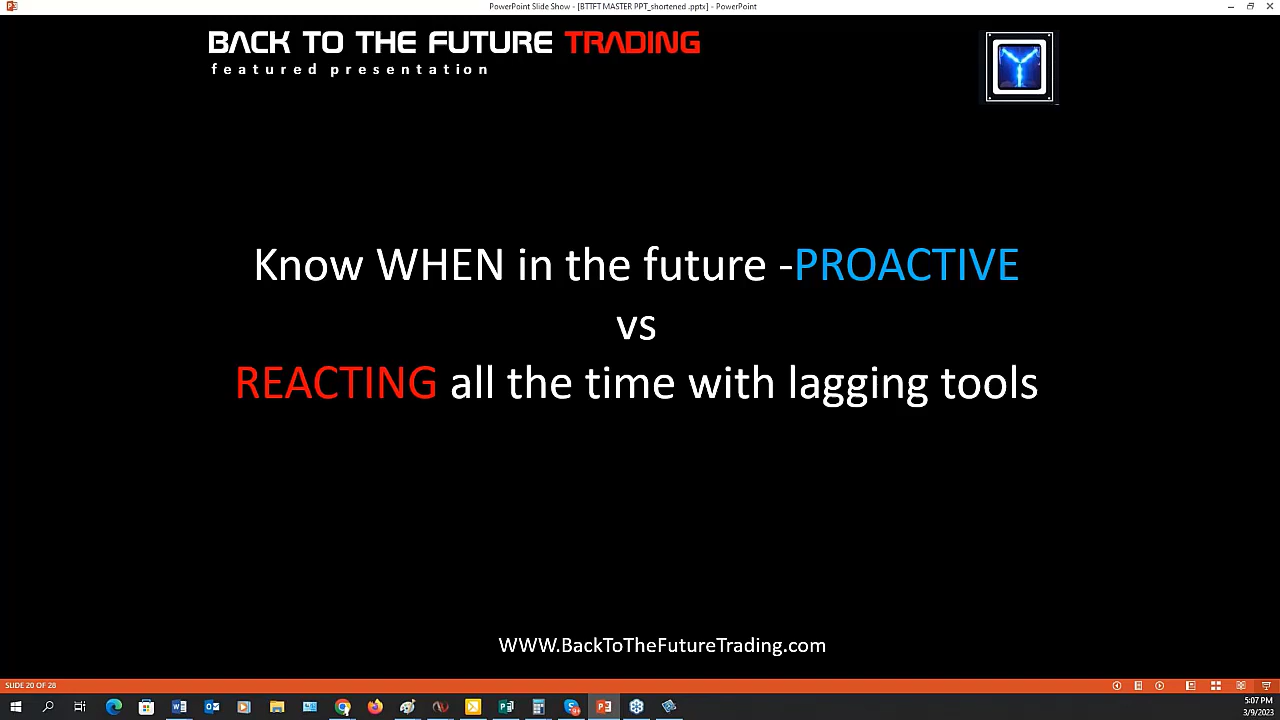 PowerPoint Slide Show - [BTTFT MASTER PPT_shortened .pptx] - PowerPoint
BACK TO THE FUTURE TRADING
featured presentation
Know WHEN in the future -PROACTIVE
vs
REACTING all the time with lagging tools
WWW.BackToTheFutureTrading.com
SLIDE 20 OF 28
5:07 PM
3/9/2023